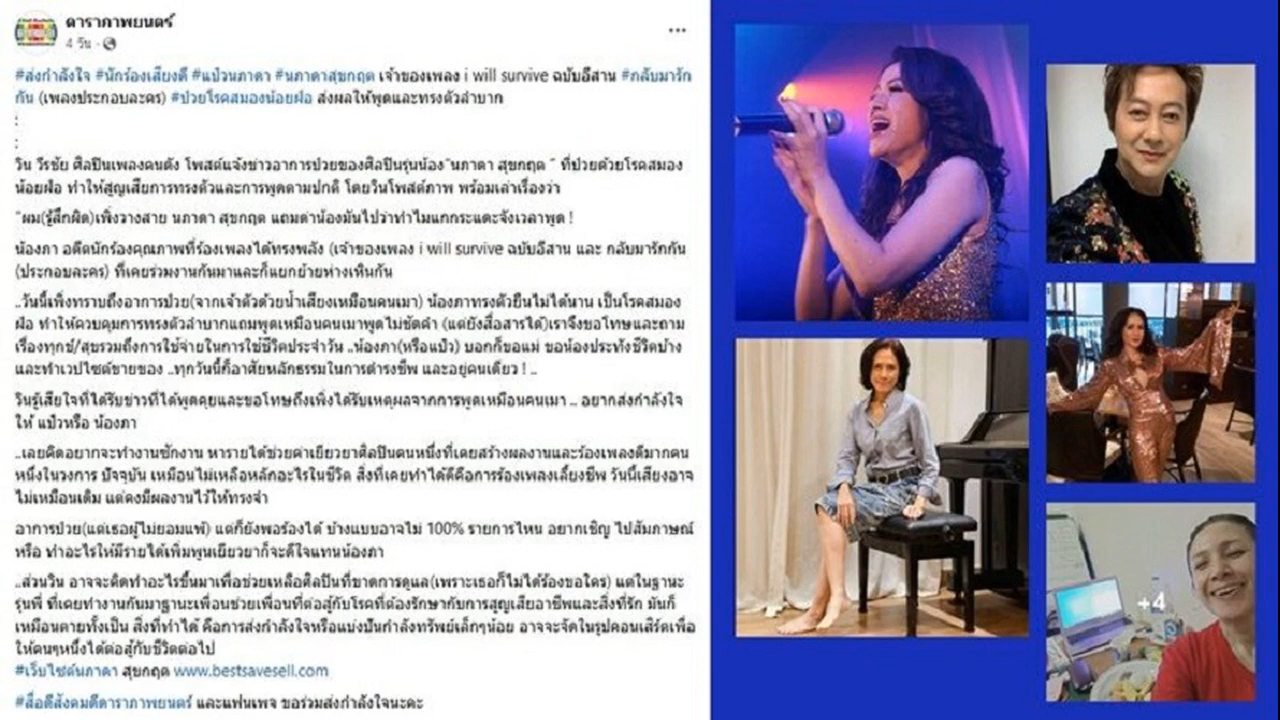 ดาราภาพยนตร์
4 วัน ·
#ส่งกำลังใจ #นักร้องเสียงดี #แป๋วนภาดา #นภาดาสุขกฤต เจ้าของเพลง i will survive ฉบับอีสาน #กลับมารัก
กัน (เพลงประกอบละคร) #ป่วยโรคสมองน้อยฝ่อ ส่งผลให้พูดและทรงตัวลำบาก
:
:
วิน วีรชัย ศิลปินเพลงคนดัง โพสต์แจ้งข่าวอาการป่วยของศิลปินรุ่นน้อง"นภาดา สุขกฤต " ที่ป่วยด้วยโรคสมอง
น้อยฝ่อ ทำให้สูญเสียการทรงตัวและการพูดตามปกติ โดยวินโพสต์ภาพ พร้อมเล่าเรื่องว่า
"ผม(รู้สึกผิด)เพิ่งวางสาย นภาดา สุขกฤต แถมด่าน้องมันไปว่าทำไมแกกระแดะจังเวลาพูด !
น้องภา อดีตนักร้องคุณภาพที่ร้องเพลงได้ทรงพลัง (เจ้าของเพลง i will survive ฉบับอีสาน และ กลับมารักกัน
(ประกอบละคร) ที่เคยร่วมงานกันมาและก็แยกย้ายห่างเหินกัน
..วันนี้เพิ่งทราบถึงอาการป่วย(จากเจ้าตัวด้วยน้ำเสียงเหมือนคนเมา) น้องภาทรงตัวยืนไม่ได้นาน เป็นโรคสมอง
ฝ่อ ทำให้ควบคุมการทรงตัวลำบากแถมพูดเหมือนคนเมาพูดไม่ชัดคำ (แต่ยังสื่อสารได้)เราจึงขอโทษและถาม
เรื่องทุกข์/สุขรวมถึงการใช้จ่ายในการใช้ชีวิตประจำวัน ..น้องภา(หรือแป๋ว) บอกก็ขอแม่ ขอน้องประทังชีวิตบ้าง
และทำเวปไซต์ขายของ ..ทุกวันนี้ก็อาศัยหลักธรรมในการดำรงชีพ และอยู่คนเดียว ! ..
วินรู้เสียใจที่ได้รับข่าวที่ได้พูดคุยและขอโทษถึงเพิ่งได้รับเหตุผลจากการพูดเหมือนคนเมา .. อยากส่งกำลังใจ
ให้ แป๋วหรือ น้องภา
..เลยคิดอยากจะทำงานซักงาน หารายได้ช่วยค่าเยียวยาศิลปินคนหนึ่งที่เคยสร้างผลงานและร้องเพลงดีมากคน
หนึ่งในวงการ ปัจจุบัน เหมือนไม่เหลือหลักอะไรในชีวิต สิ่งที่เคยทำได้ดีคือการร้องเพลงเลี้ยงชีพ วันนี้เสียงอาจ
ไม่เหมือนเดิม แต่คงมีผลงานไว้ให้ทรงจำ
อาการป่วย(แต่เธอผู้ไม่ยอมแพ้) แต่ก็ยังพอร้องได้ บ้างแบบอาจไม่ 100% รายการไหน อยากเชิญ ไปสัมภาษณ์
หรือ ทำอะไรให้มีรายได้เพิ่มพูนเยียวยาก็จะดีใจแทนน้องภา
..ส่วนวิน อาจจะคิดทำอะไรขึ้นมาเพื่อช่วยเหลือศิลปินที่ขาดการดูแล(เพราะเธอก็ไม่ได้ร้องขอใคร) แต่ในฐานะ
รุ่นพี่ ที่เคยทำงานกันมาฐานะเพื่อนช่วยเพื่อนที่ต่อสู้กับโรคที่ต้องรักษากับการสูญเสียอาชีพและสิ่งที่รัก มันก็
เหมือนตายทั้งเป็น สิ่งที่ทำได้ คือการส่งกำลังใจหรือแบ่งปันกำลังทรัพย์เล็กๆน้อย อาจจะจัดในรูปคอนเสิร์ตเพื่อ
ให้คนๆหนึ่งได้ต่อสู้กับชีวิตต่อไป
#เว็บไซต์นภาดา สุขกฤต www.bestsavesell.com
#สื่อดีสังคมดีดาราภาพยนตร์ และแฟนเพจ ขอร่วมส่งกำลังใจนะคะ
+4